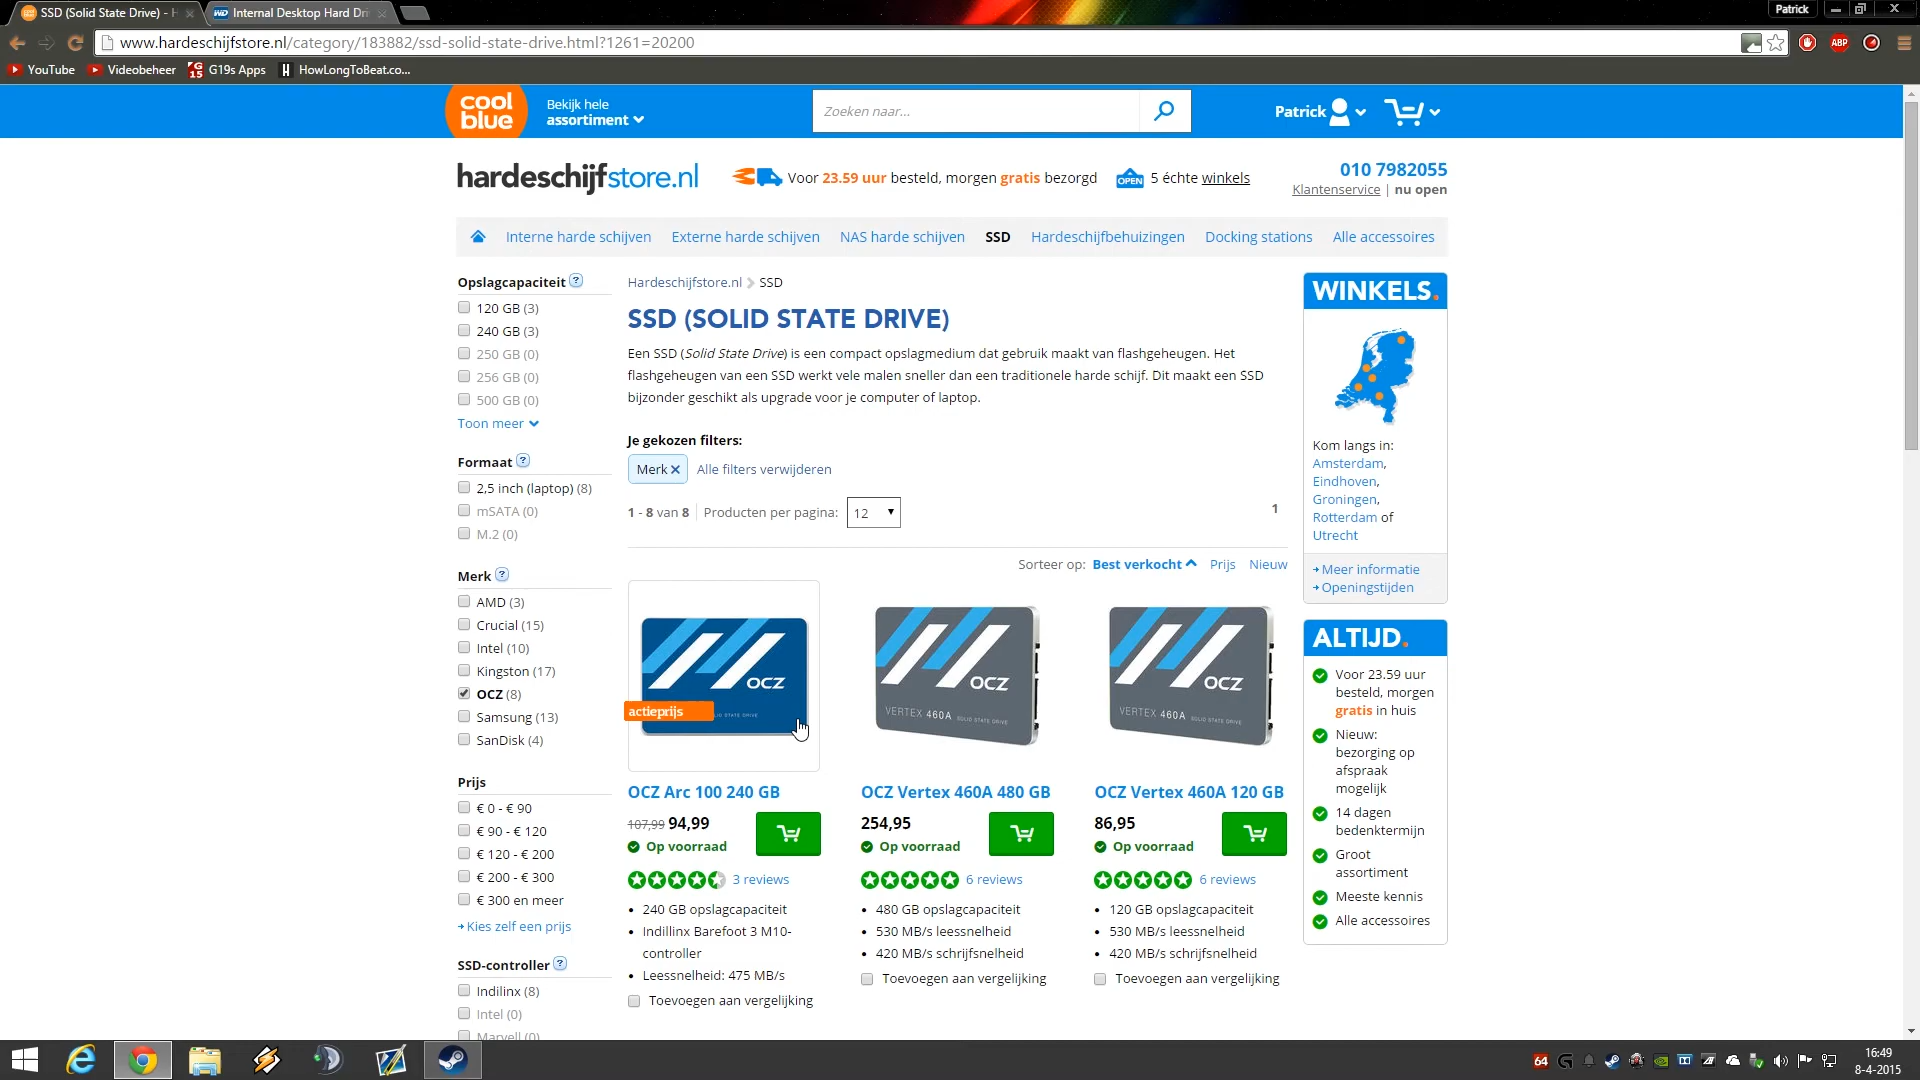 SSD (Solid State Drive) - H
Internal Desktop Hard Dri
Patrick
www.hardeschijfstore.nl/category/183882/ssd-solid-state-drive.html?1261=20200
ABP
YouTube
Videobeheer
G19s Apps
HowLongToBeat.co...
cool
blue
Bekijk hele
assortiment
Zoeken naar...
Patrick
hardeschijfstore.nl
Voor 23.59 uur besteld, morgen gratis bezorgd
OPEN
5 échte winkels
010 7982055
Klantenservice | nu open
Interne harde schijven
Externe harde schijven
NAS harde schijven
SSD
Hardeschijfbehuizingen
Docking stations
Alle accessoires
Opslagcapaciteit ?
120 GB (3)
240 GB (3)
250 GB (0)
256 GB (0)
500 GB (0)
Toon meer
Formaat ?
2,5 inch (laptop) (8)
mSATA (0)
M.2 (0)
Merk ?
AMD (3)
Crucial (15)
Intel (10)
Kingston (17)
OCZ (8)
Samsung (13)
SanDisk (4)
Prijs
€ 0 - € 90
€ 90 - € 120
€ 120 - € 200
€ 200 - € 300
€ 300 en meer
Kies zelf een prijs
SSD-controller ?
Indilinx (8)
Intel (0)
Marvell (0)
Hardeschijfstore.nl
SSD
SSD (SOLID STATE DRIVE)
Een SSD (Solid State Drive) is een compact opslagmedium dat gebruik maakt van flashgeheugen. Het
flashgeheugen van een SSD werkt vele malen sneller dan een traditionele harde schijf. Dit maakt een SSD
bijzonder geschikt als upgrade voor je computer of laptop.
Je gekozen filters:
Merk
Alle filters verwijderen
1 - 8 van 8
Producten per pagina:
12
1
Sorteer op: Best verkocht Prijs Nieuw
OCZ
SOLID STATE DRIVE
actieprijs
OCZ Arc 100 240 GB
107,99 94,99
Op voorraad
3 reviews
240 GB opslagcapaciteit
Indillinx Barefoot 3 M10-
controller
Leessnelheid: 475 MB/s
Toevoegen aan vergelijking
OCZ
VERTEX 460A SOLID STATE DRIVE
OCZ Vertex 460A 480 GB
254,95
Op voorraad
6 reviews
480 GB opslagcapaciteit
530 MB/s leessnelheid
420 MB/s schrijfsnelheid
Toevoegen aan vergelijking
OCZ
VERTEX 460A SOLID STATE DRIVE
OCZ Vertex 460A 120 GB
86,95
Op voorraad
6 reviews
120 GB opslagcapaciteit
530 MB/s leessnelheid
420 MB/s schrijfsnelheid
Toevoegen aan vergelijking
WINKELS.
Kom langs in:
Amsterdam,
Eindhoven,
Groningen,
Rotterdam of
Utrecht
Meer informatie
Openingstijden
ALTIJD.
Voor 23.59 uur
besteld, morgen
gratis in huis
Nieuw:
bezorging op
afspraak
mogelijk
14 dagen
bedenktermijn
Groot
assortiment
Meeste kennis
Alle accessoires
64
16:49
8-4-2015